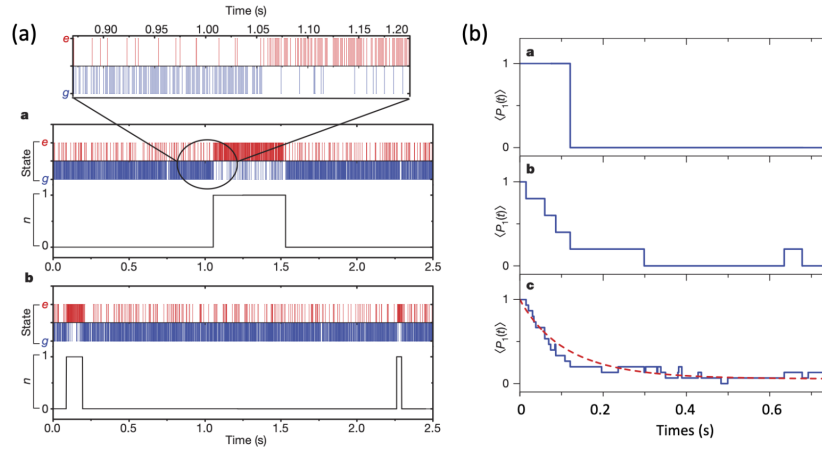 (a)
Time (s)
0.90 0.95 1.00 1.05 1.10 1.15 1.20
e
g
a
State
e
g
n
1
0
0.0 0.5 1.0 1.5 2.0 2.5
b
State
e
g
n
1
0
0.0 0.5 1.0 1.5 2.0 2.5
Time (s)
(b)
a
⟨P₁(t)⟩
1
0
b
⟨P₁(t)⟩
1
0
c
⟨P₁(t)⟩
1
0
0 0.2 0.4 0.6
Times (s)